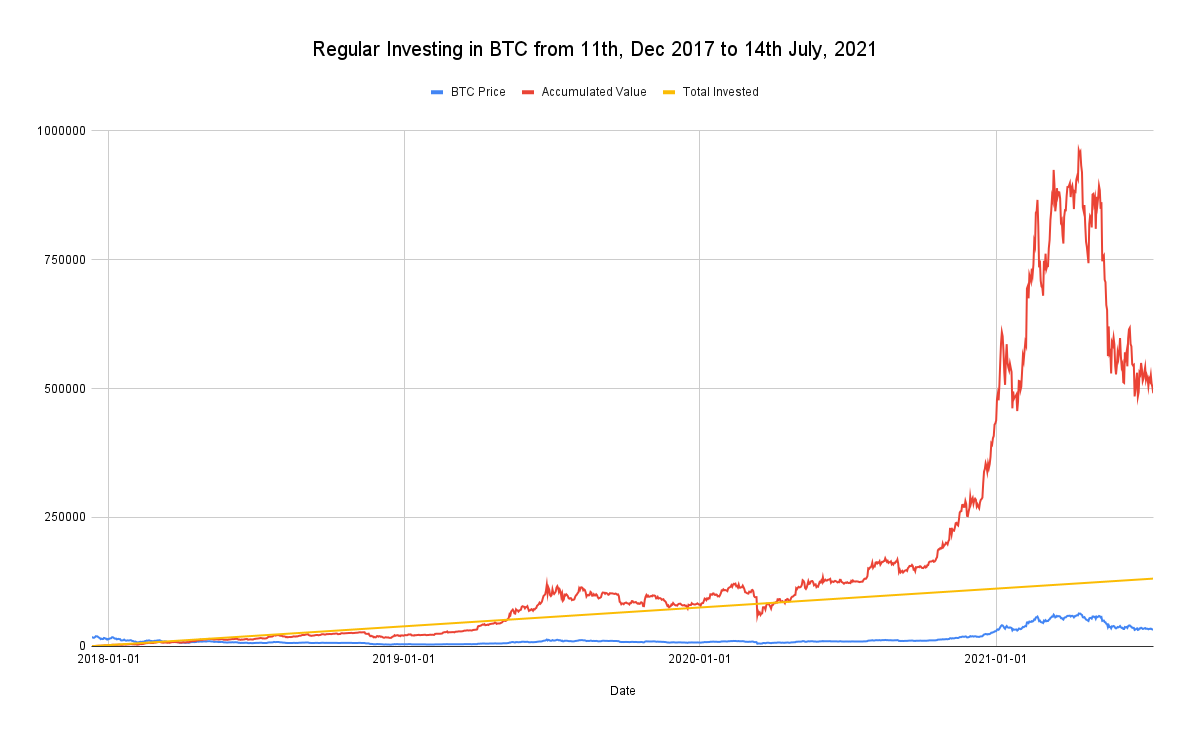 Regular Investing in BTC from 11th, Dec 2017 to 14th July, 2021
BTC Price Accumulated Value Total Invested
1000000
750000
500000
250000
0
2018-01-01 2019-01-01 2020-01-01 2021-01-01
Date